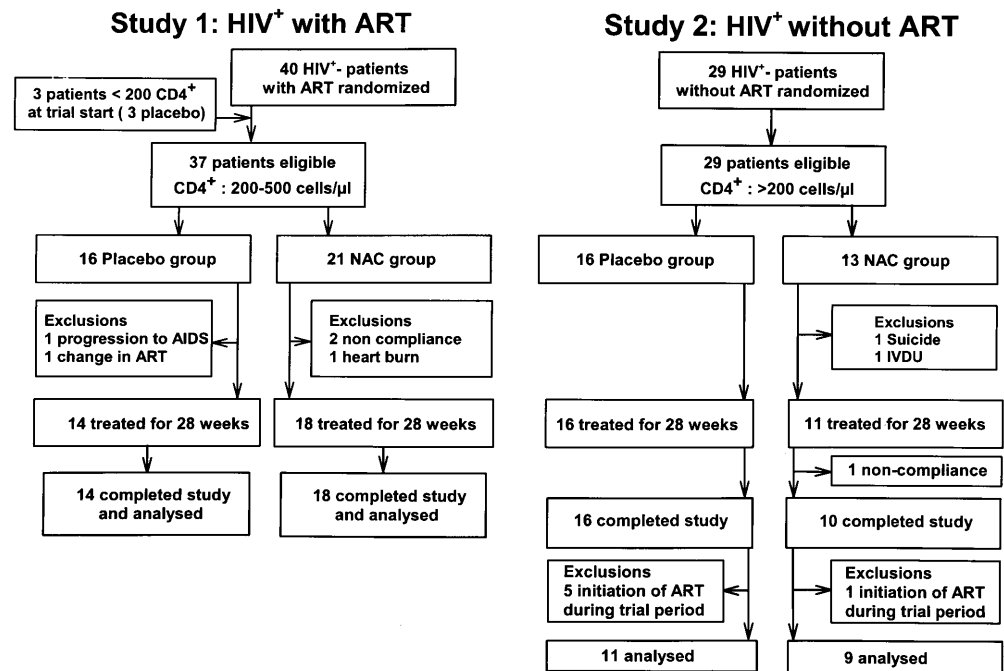 Study 1: HIV+ with ART
40 HIV+- patients
with ART randomized
3 patients < 200 CD4+
at trial start ( 3 placebo)
37 patients eligible
CD4+ : 200-500 cells/µl
16 Placebo group
21 NAC group
Exclusions
1 progression to AIDS
1 change in ART
Exclusions
2 non compliance
1 heart burn
14 treated for 28 weeks
18 treated for 28 weeks
14 completed study
and analysed
18 completed study
and analysed
Study 2: HIV+ without ART
29 HIV+- patients
without ART randomized
29 patients eligible
CD4+ : >200 cells/µl
16 Placebo group
13 NAC group
Exclusions
1 Suicide
1 IVDU
16 treated for 28 weeks
11 treated for 28 weeks
1 non-compliance
16 completed study
10 completed study
Exclusions
5 initiation of ART
during trial period
Exclusions
1 initiation of ART
during trial period
11 analysed
9 analysed